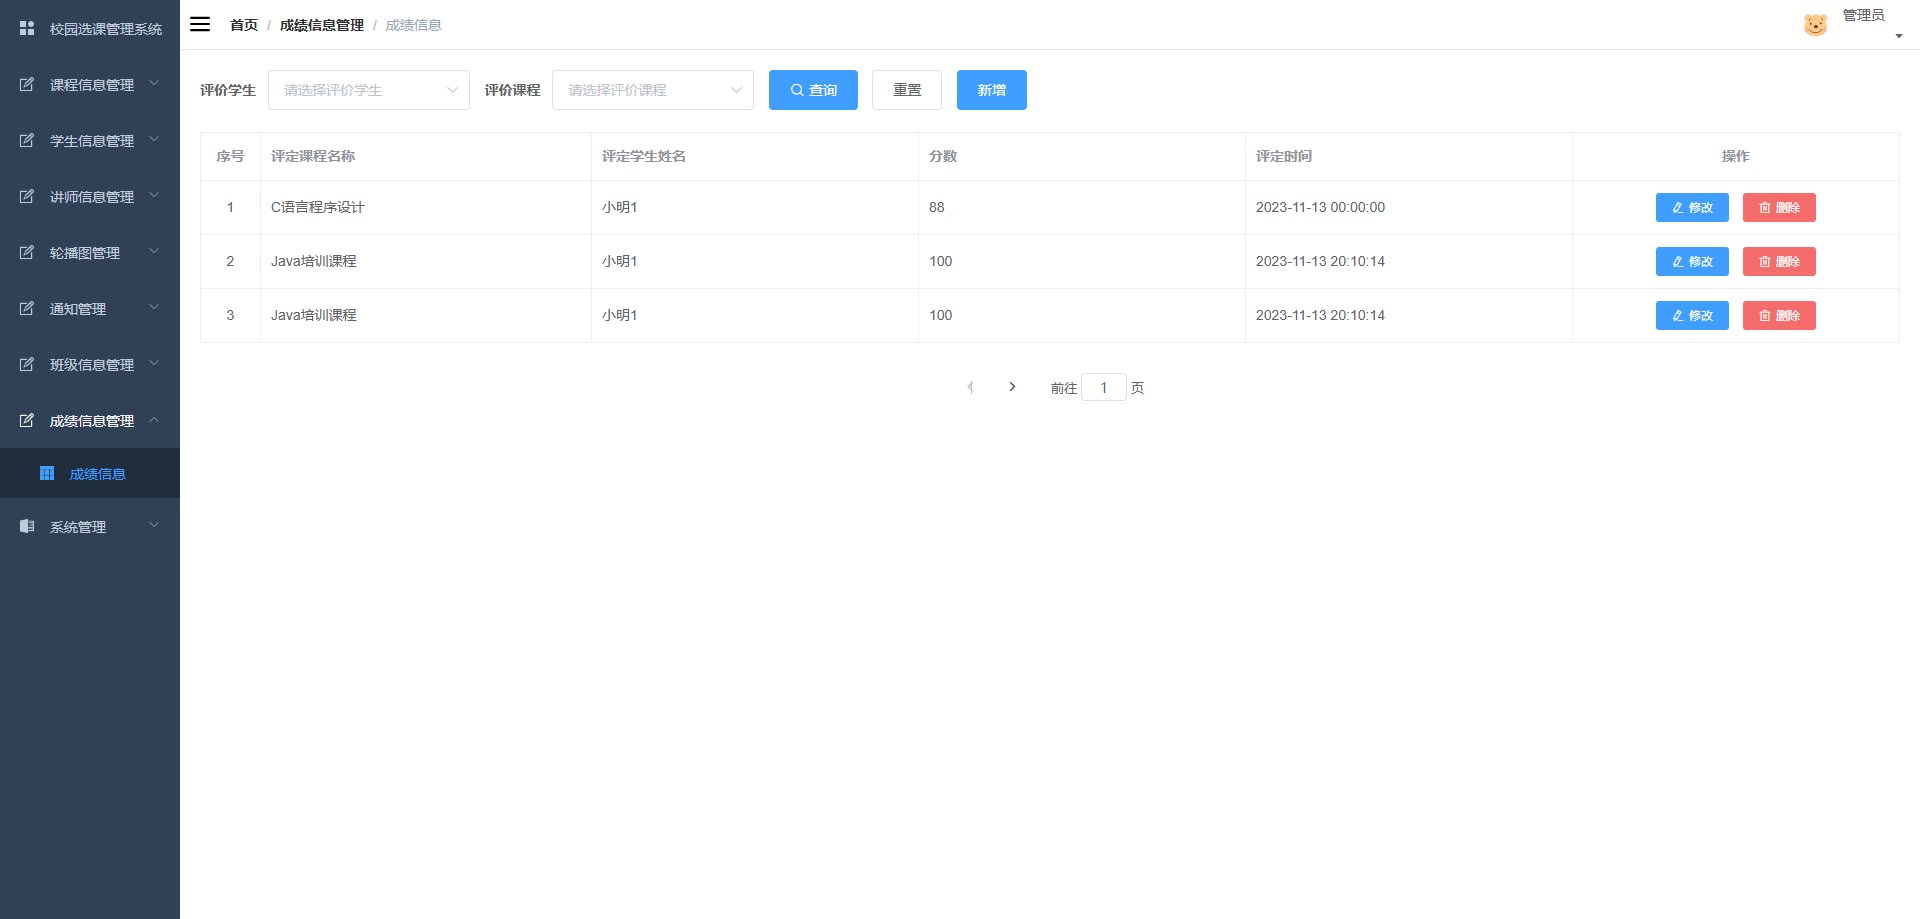 校园选课管理系统
课程信息管理
学生信息管理
讲师信息管理
轮播图管理
通知管理
班级信息管理
成绩信息管理
成绩信息
系统管理
首页 / 成绩信息管理 / 成绩信息
管理员
评价学生 请选择评价学生 评价课程 请选择评价课程 查询 重置 新增
序号 评定课程名称 评定学生姓名 分数 评定时间 操作
1 C语言程序设计 小明1 88 2023-11-13 00:00:00 修改 删除
2 Java培训课程 小明1 100 2023-11-13 20:10:14 修改 删除
3 Java培训课程 小明1 100 2023-11-13 20:10:14 修改 删除
前往 1 页